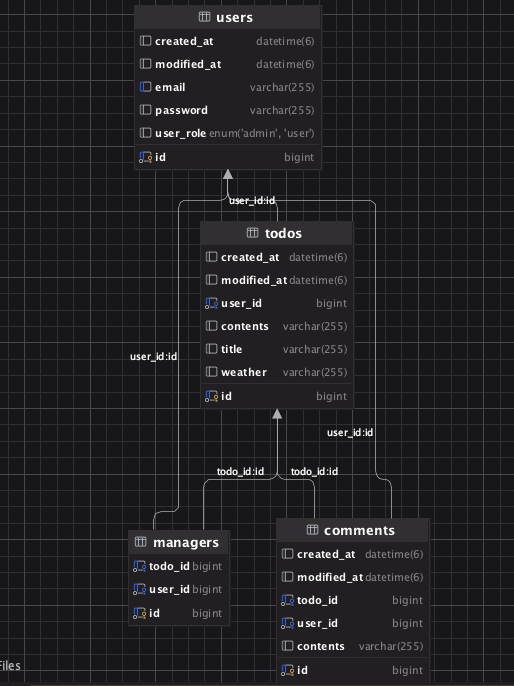 users
created_at datetime(6)
modified_at datetime(6)
email varchar(255)
password varchar(255)
user_role enum('admin', 'user')
id bigint
user_id:id
todos
created_at datetime(6)
modified_at datetime(6)
user_id bigint
contents varchar(255)
title varchar(255)
weather varchar(255)
id bigint
user_id:id
user_id:id
todo_id:id
todo_id:id
managers
todo_id bigint
user_id bigint
id bigint
comments
created_at datetime(6)
modified_at datetime(6)
todo_id bigint
user_id bigint
contents varchar(255)
id bigint
Files